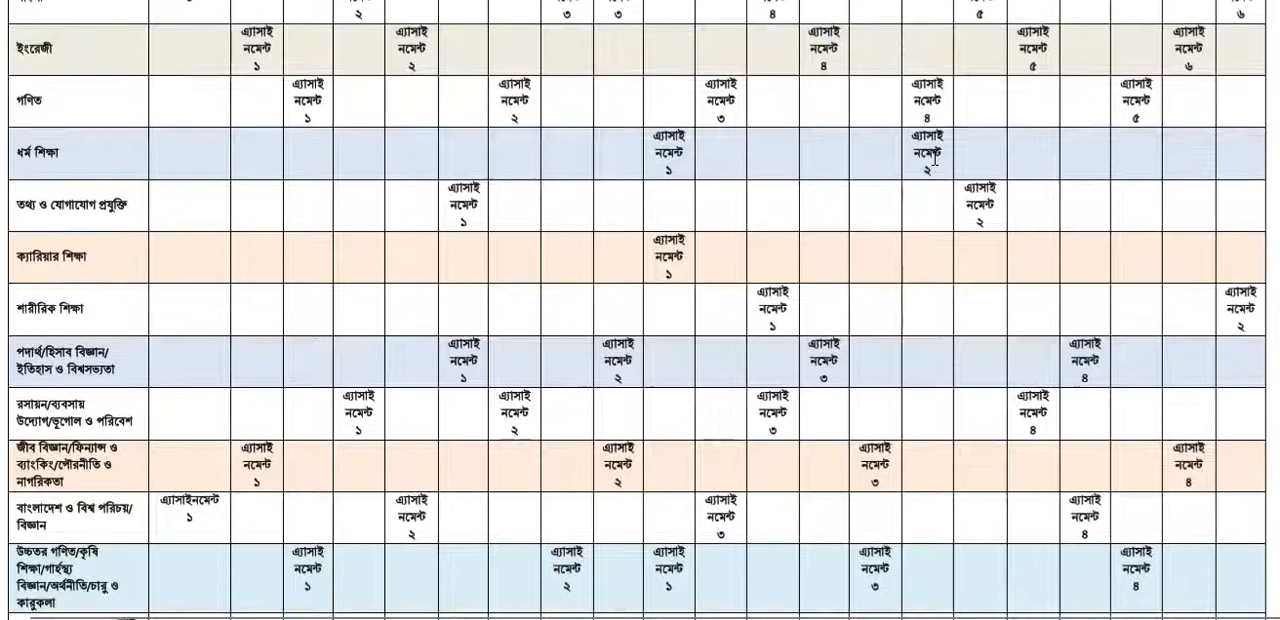 ২ ৩ ৩ ৪ ৫ ৬
ইংরেজী এ্যাসাইনমেন্ট ১ এ্যাসাইনমেন্ট ২ এ্যাসাইনমেন্ট ৪ এ্যাসাইনমেন্ট ৫ এ্যাসাইনমেন্ট ৬
গণিত এ্যাসাইনমেন্ট ১ এ্যাসাইনমেন্ট ২ এ্যাসাইনমেন্ট ৩ এ্যাসাইনমেন্ট ৪ এ্যাসাইনমেন্ট ৫
ধর্ম শিক্ষা এ্যাসাইনমেন্ট ১ এ্যাসাইনমেন্ট ২
তথ্য ও যোগাযোগ প্রযুক্তি এ্যাসাইনমেন্ট ১ এ্যাসাইনমেন্ট ২
ক্যারিয়ার শিক্ষা এ্যাসাইনমেন্ট ১
শারীরিক শিক্ষা এ্যাসাইনমেন্ট ১ এ্যাসাইনমেন্ট ২
পদার্থ/হিসাব বিজ্ঞান/
ইতিহাস ও বিশ্বসভ্যতা এ্যাসাইনমেন্ট ১ এ্যাসাইনমেন্ট ২ এ্যাসাইনমেন্ট ৩ এ্যাসাইনমেন্ট ৪
রসায়ন/ব্যবসায়
উদ্যোগ/ভূগোল ও পরিবেশ এ্যাসাইনমেন্ট ১ এ্যাসাইনমেন্ট ২ এ্যাসাইনমেন্ট ৩ এ্যাসাইনমেন্ট ৪
জীব বিজ্ঞান/ফিন্যান্স ও
ব্যাংকিং/পৌরনীতি ও
নাগরিকতা এ্যাসাইনমেন্ট ১ এ্যাসাইনমেন্ট ২ এ্যাসাইনমেন্ট ৩ এ্যাসাইনমেন্ট ৪
বাংলাদেশ ও বিশ্ব পরিচয়/
বিজ্ঞান এ্যাসাইনমেন্ট ১ এ্যাসাইনমেন্ট ২ এ্যাসাইনমেন্ট ৩ এ্যাসাইনমেন্ট ৪
উচ্চতর গণিত/কৃষি
শিক্ষা/গার্হস্থ্য
বিজ্ঞান/অর্থনীতি/চারু ও
কারুকলা এ্যাসাইনমেন্ট ১ এ্যাসাইনমেন্ট ২ এ্যাসাইনমেন্ট ১ এ্যাসাইনমেন্ট ৩ এ্যাসাইনমেন্ট ৪